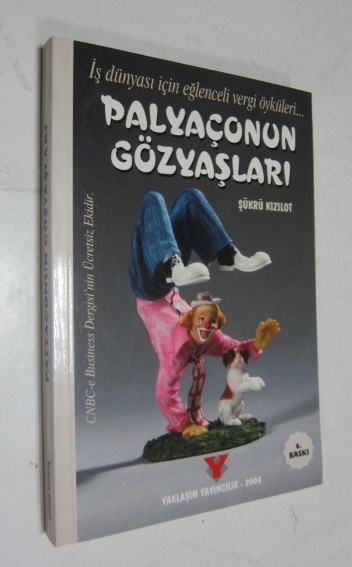 İş dünyası için eğlenceli vergi öyküleri...
PALYAÇONUN
GÖZYAŞLARI
ŞÜKRÜ KIZILOT
CNBC-e Business Dergisi'nin Ücretsiz Ekidir.
6.
BASKI
Y
YAKLAŞIM YAYINCILIK - 2008
PALYAÇONUN GÖZYAŞLARI